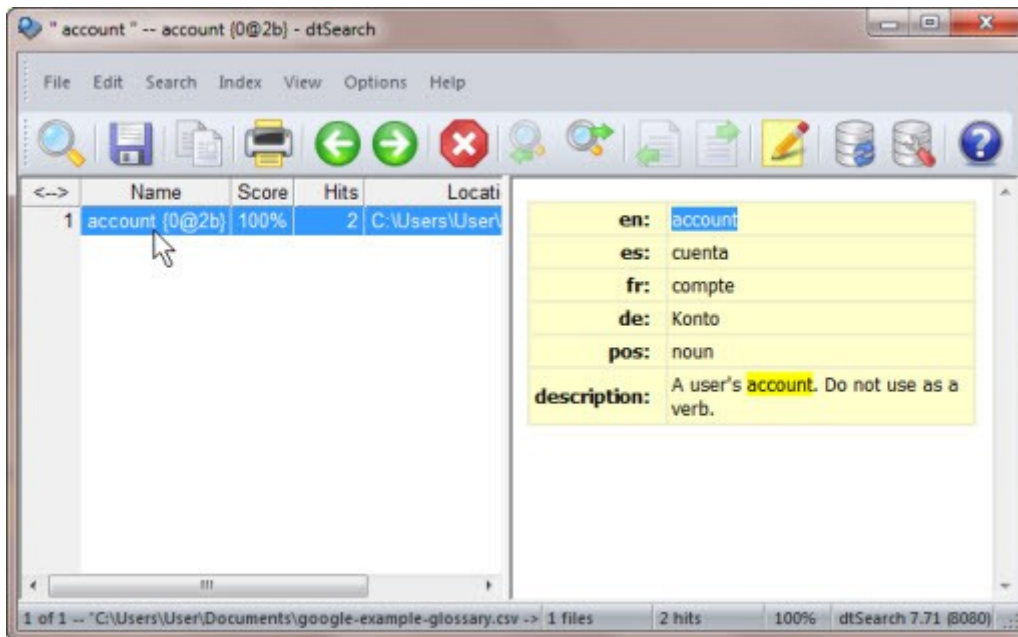 " account " -- account {0@2b} - dtSearch
File Edit Search Index View Options Help
<--> Name Score Hits Locati
1 account {0@2b} 100% 2 C:\Users\User\
en: account
es: cuenta
fr: compte
de: Konto
pos: noun
description: A user's account. Do not use as a
verb.
1 of 1 -- "C:\Users\User\Documents\google-example-glossary.csv -> 1 files 2 hits 100% dtSearch 7.71 (8080)